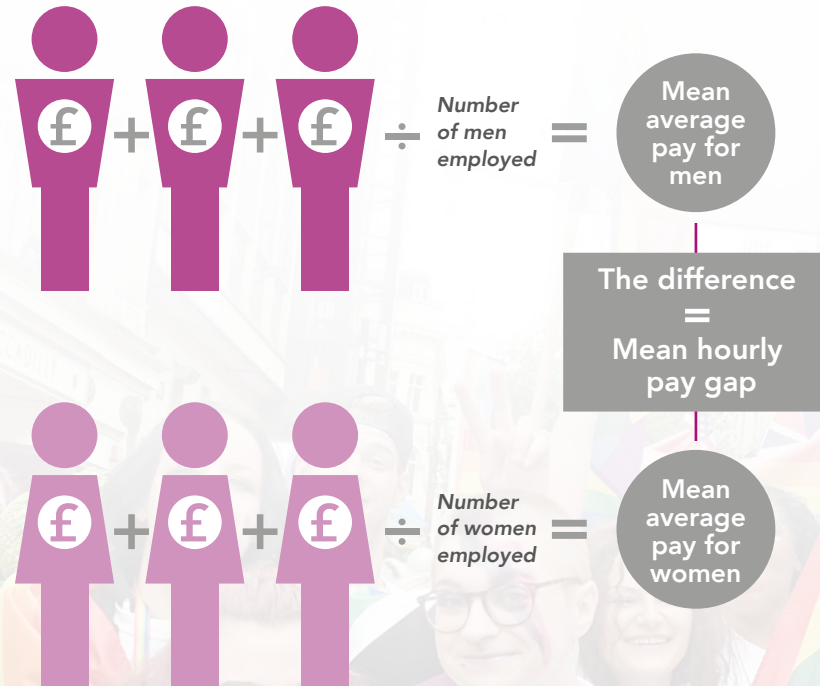 £ + £ + £ ÷ Number
of men
employed
=
Mean
average
pay for
men
The difference
=
Mean hourly
pay gap
£ + £ + £ ÷ Number
of women
employed
=
Mean
average
pay for
women